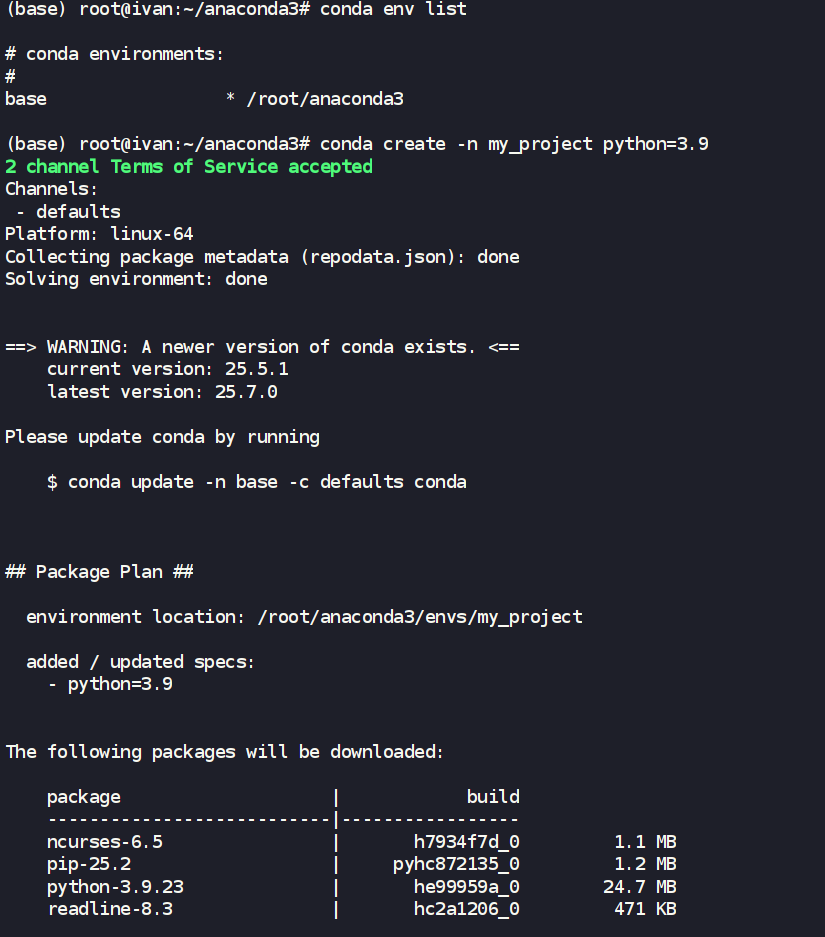 (base) root@ivan:~/anaconda3# conda env list
# conda environments:
#
base                 * /root/anaconda3
(base) root@ivan:~/anaconda3# conda create -n my_project python=3.9
2 channel Terms of Service accepted
Channels:
 - defaults
Platform: linux-64
Collecting package metadata (repodata.json): done
Solving environment: done
==> WARNING: A newer version of conda exists. <==
    current version: 25.5.1
    latest version: 25.7.0
Please update conda by running
    $ conda update -n base -c defaults conda
## Package Plan ##
  environment location: /root/anaconda3/envs/my_project
  added / updated specs:
    - python=3.9
The following packages will be downloaded:
    package                    |            build
    ---------------------------|-----------------
    ncurses-6.5                |       h7934f7d_0         1.1 MB
    pip-25.2                   |     pyhc872135_0         1.2 MB
    python-3.9.23              |       he99959a_0        24.7 MB
    readline-8.3               |       hc2a1206_0         471 KB